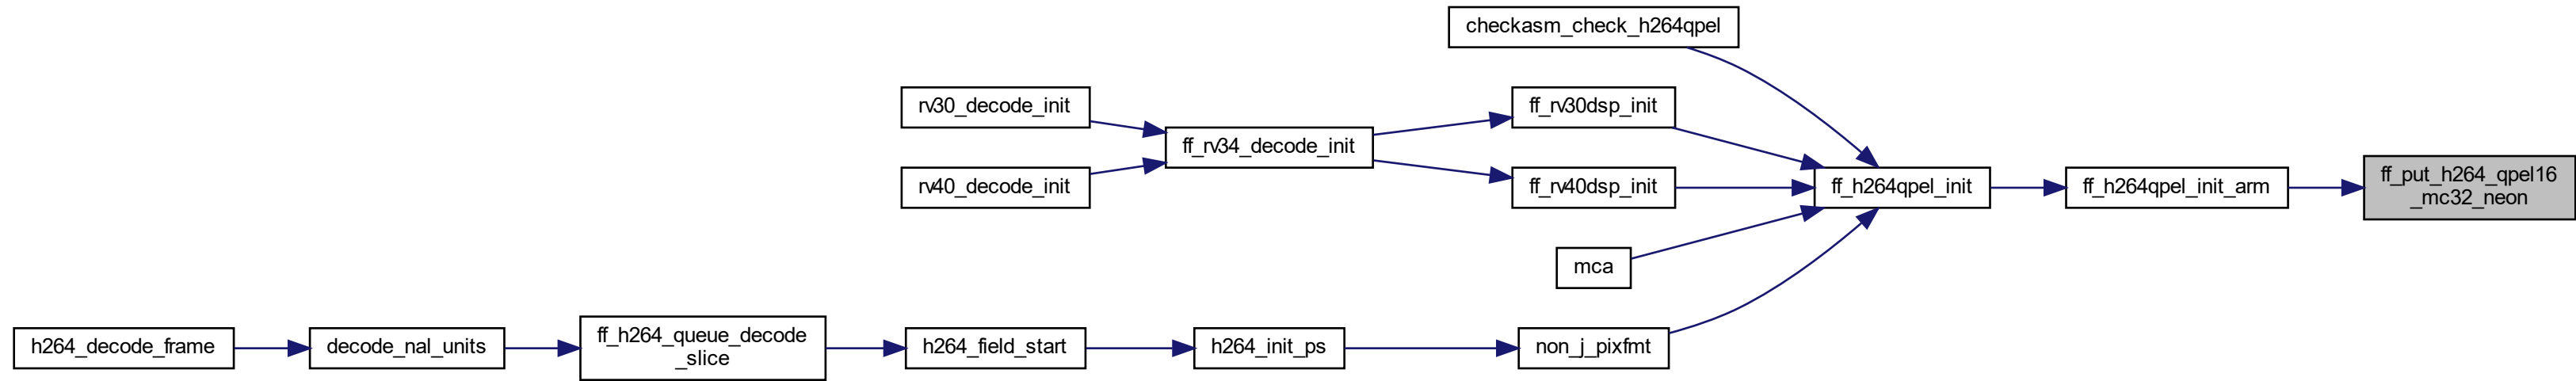 checkasm_check_h264qpel
rv30_decode_init
ff_rv30dsp_init
ff_rv34_decode_init
rv40_decode_init
ff_rv40dsp_init
ff_h264qpel_init
ff_h264qpel_init_arm
ff_put_h264_qpel16
_mc32_neon
mca
h264_decode_frame
decode_nal_units
ff_h264_queue_decode
_slice
h264_field_start
h264_init_ps
non_j_pixfmt